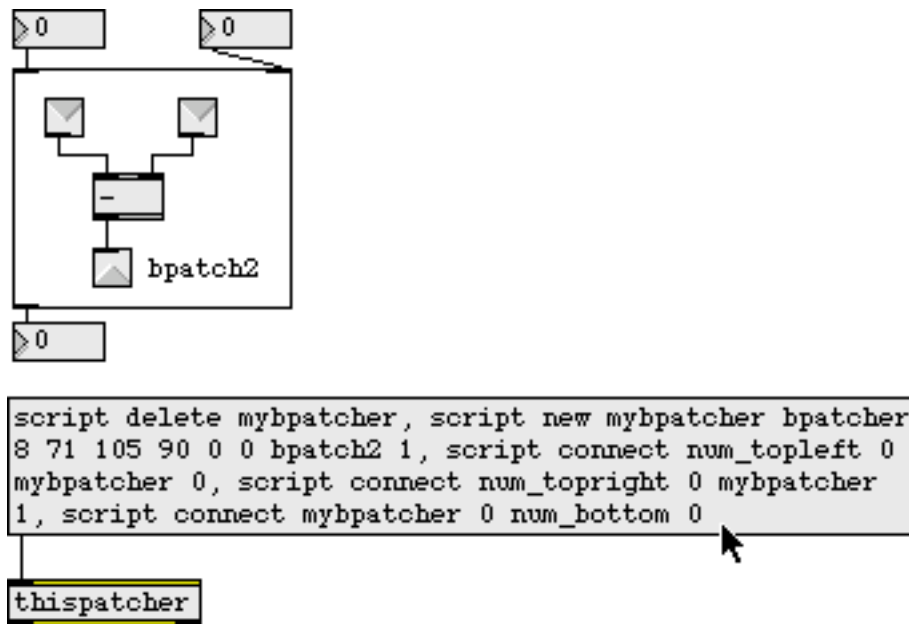 0 0
-
bpatch2
0
script delete mybpatcher, script new mybpatcher bpatcher
8 71 105 90 0 0 bpatch2 1, script connect num_topleft 0
mybpatcher 0, script connect num_topright 0 mybpatcher
1, script connect mybpatcher 0 num_bottom 0
thispatcher